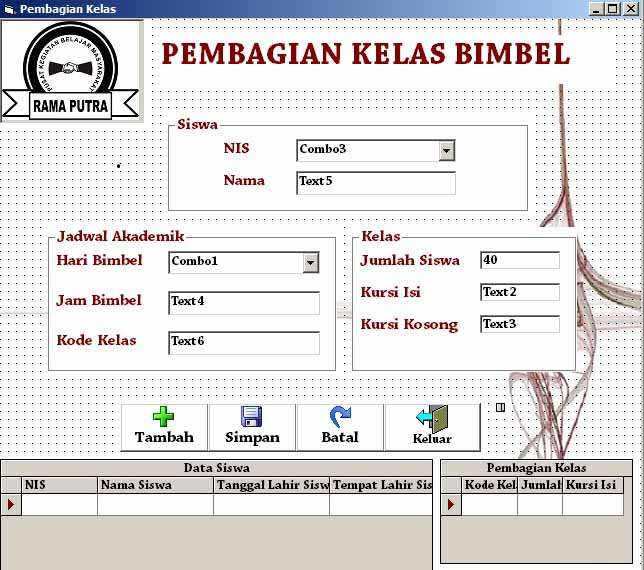 Pembagian Kelas
PUSAT KEGIATAN BELAJAR MASYARAKAT
RAMA PUTRA
PEMBAGIAN KELAS BIMBEL
Siswa
NIS
Combo3
Nama
Text5
Jadwal Akademik
Hari Bimbel
Combo1
Jam Bimbel
Text4
Kode Kelas
Text6
Kelas
Jumlah Siswa
40
Kursi Isi
Text2
Kursi Kosong
Text3
Tambah
Simpan
Batal
Keluar
Data Siswa
NIS
Nama Siswa
Tanggal Lahir Sisw
Tempat Lahir Sis
Pembagian Kelas
Kode Kel
Jumlah
Kursi Isi